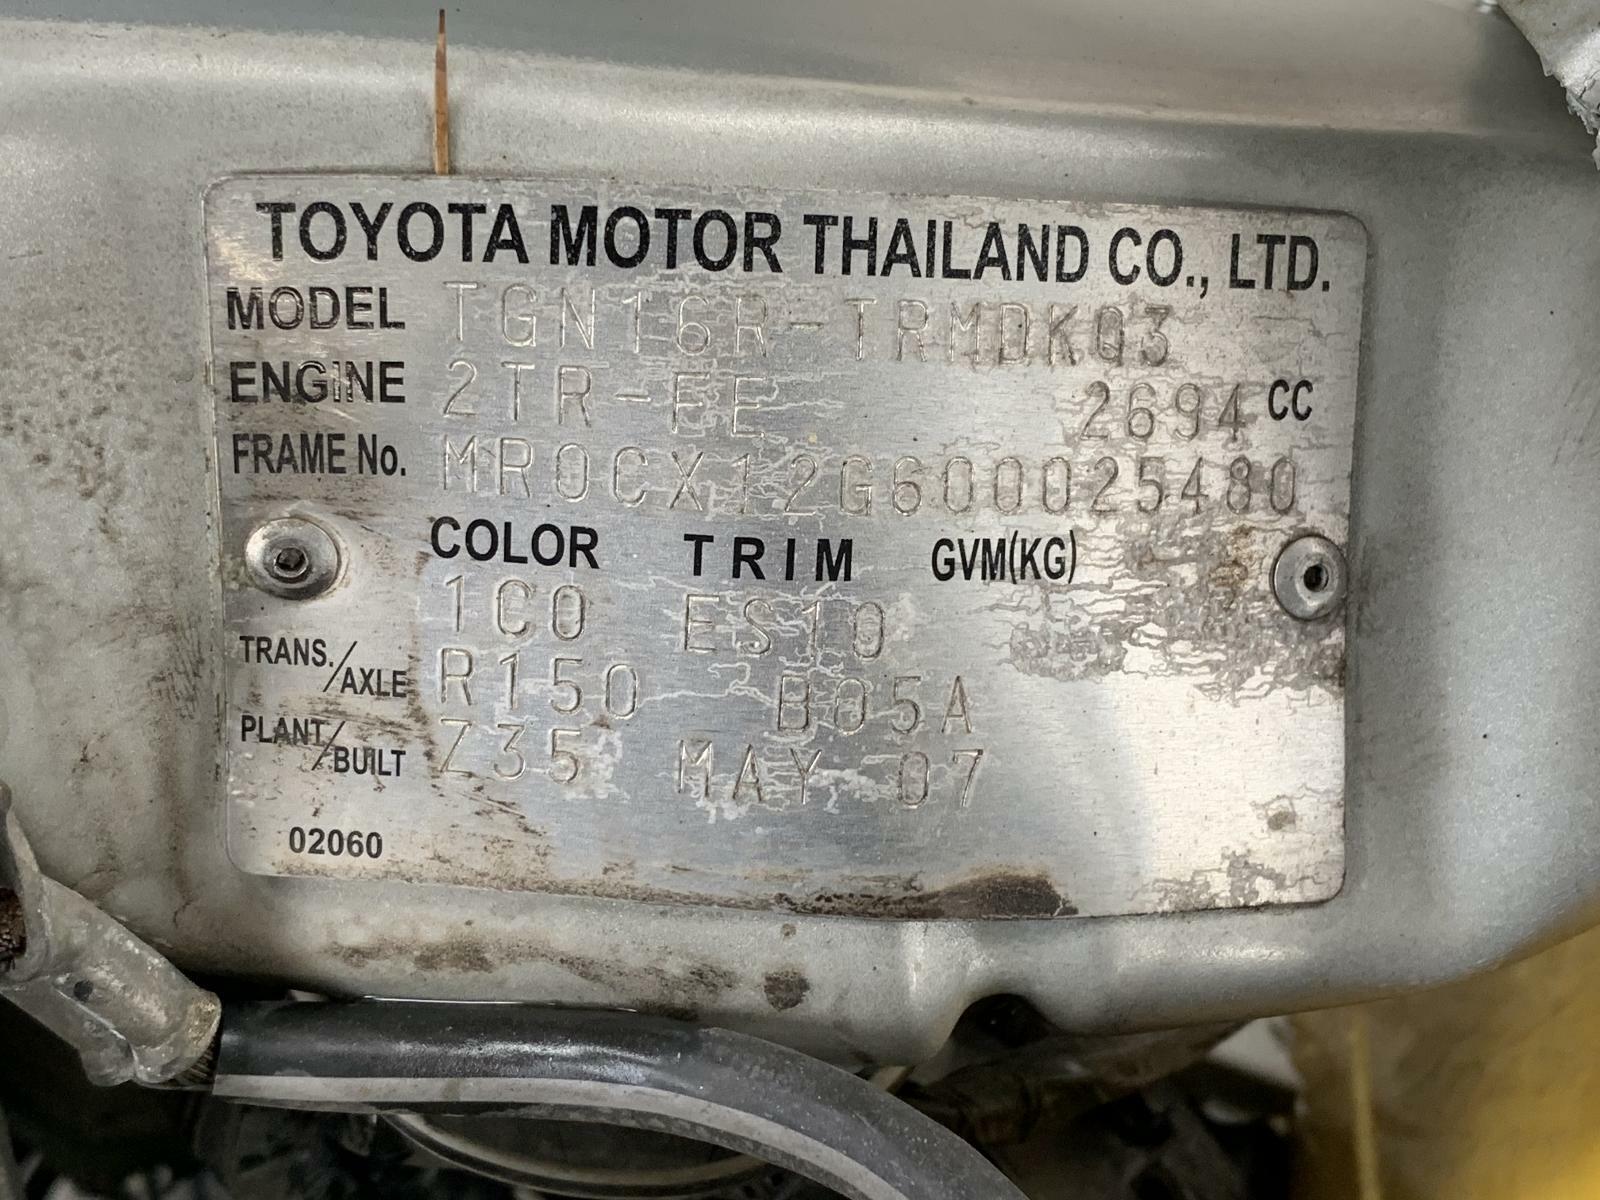 TOYOTA MOTOR THAILAND CO., LTD.
MODEL TGN16R-TRMDKQ3
ENGINE 2TR-FE 2694 CC
FRAME No. MR0CX12G600025480
COLOR TRIM GVM(KG)
1C0 ES10
TRANS./AXLE R150 B05A
PLANT/BUILT Z35 MAY 07
02060